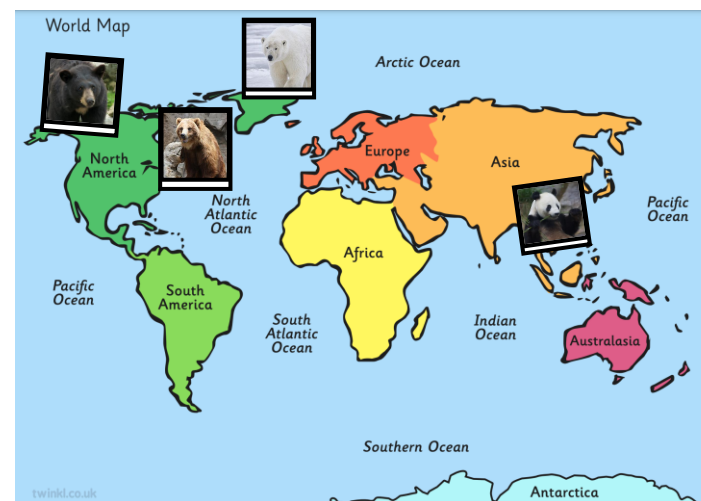 World Map
Arctic Ocean
North
America
Europe
Asia
North
Atlantic
Ocean
Pacific
Ocean
Africa
Pacific
Ocean
South
America
South
Atlantic
Ocean
Indian
Ocean
Australasia
Southern Ocean
Antarctica
twinkl.co.uk